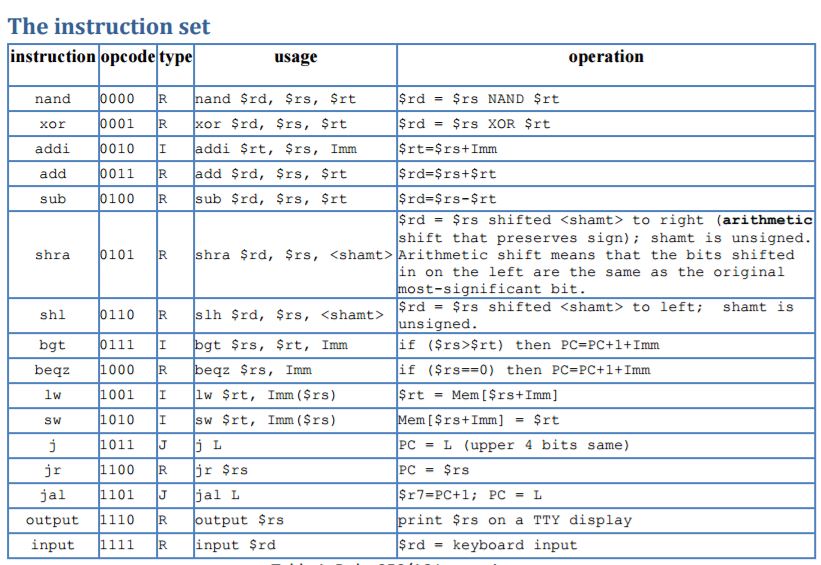 The instruction set
instruction opcode type usage operation
nand 0000 R nand $rd, $rs, $rt $rd = $rs NAND $rt
xor 0001 R xor $rd, $rs, $rt $rd = $rs XOR $rt
addi 0010 I addi $rt, $rs, Imm $rt=$rs+Imm
add 0011 R add $rd, $rs, $rt $rd=$rs+$rt
sub 0100 R sub $rd, $rs, $rt $rd=$rs-$rt
shra 0101 R shra $rd, $rs, <shamt> $rd = $rs shifted <shamt> to right (arithmetic
shift that preserves sign); shamt is unsigned.
Arithmetic shift means that the bits shifted
in on the left are the same as the original
most-significant bit.
shl 0110 R slh $rd, $rs, <shamt> $rd = $rs shifted <shamt> to left; shamt is
unsigned.
bgt 0111 I bgt $rs, $rt, Imm if ($rs>$rt) then PC=PC+1+Imm
beqz 1000 R beqz $rs, Imm if ($rs==0) then PC=PC+1+Imm
lw 1001 I lw $rt, Imm($rs) $rt = Mem[$rs+Imm]
sw 1010 I sw $rt, Imm($rs) Mem[$rs+Imm] = $rt
j 1011 J j L PC = L (upper 4 bits same)
jr 1100 R jr $rs PC = $rs
jal 1101 J jal L $r7=PC+1; PC = L
output 1110 R output $rs print $rs on a TTY display
input 1111 R input $rd $rd = keyboard input